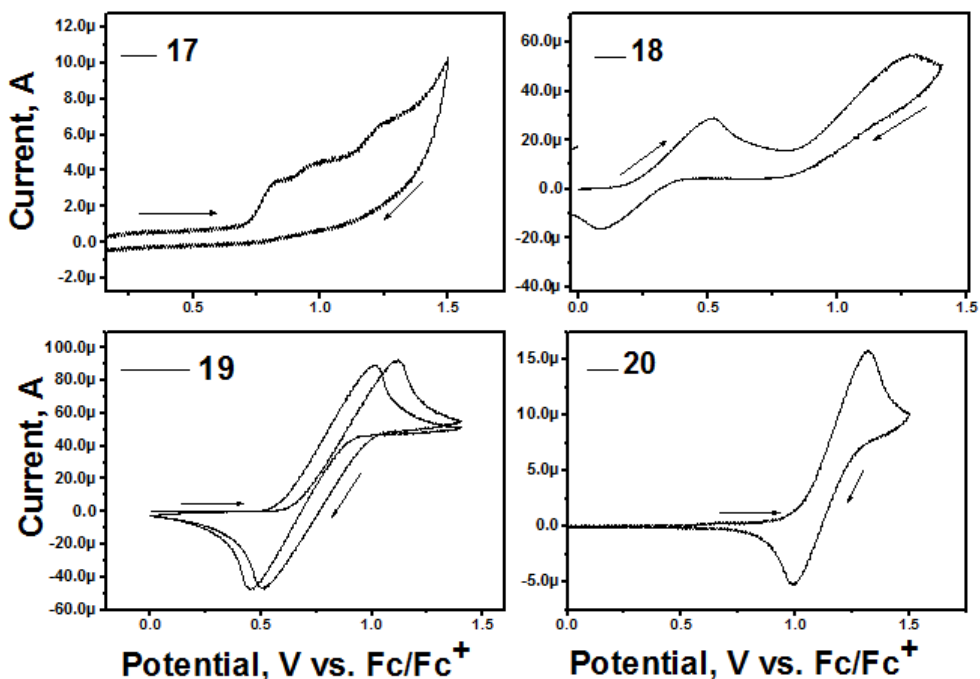 17
12.0µ
10.0µ
8.0µ
6.0µ
4.0µ
2.0µ
0.0
-2.0µ
0.5
1.0
1.5
Current, A
18
60.0µ
40.0µ
20.0µ
0.0
-20.0µ
-40.0µ
0.0
0.5
1.0
1.5
19
100.0µ
80.0µ
60.0µ
40.0µ
20.0µ
0.0
-20.0µ
-40.0µ
-60.0µ
0.0
0.5
1.0
1.5
Current, A
Potential, V vs. Fc/Fc+
20
15.0µ
10.0µ
5.0µ
0.0
-5.0µ
0.0
0.5
1.0
1.5
Potential, V vs. Fc/Fc+